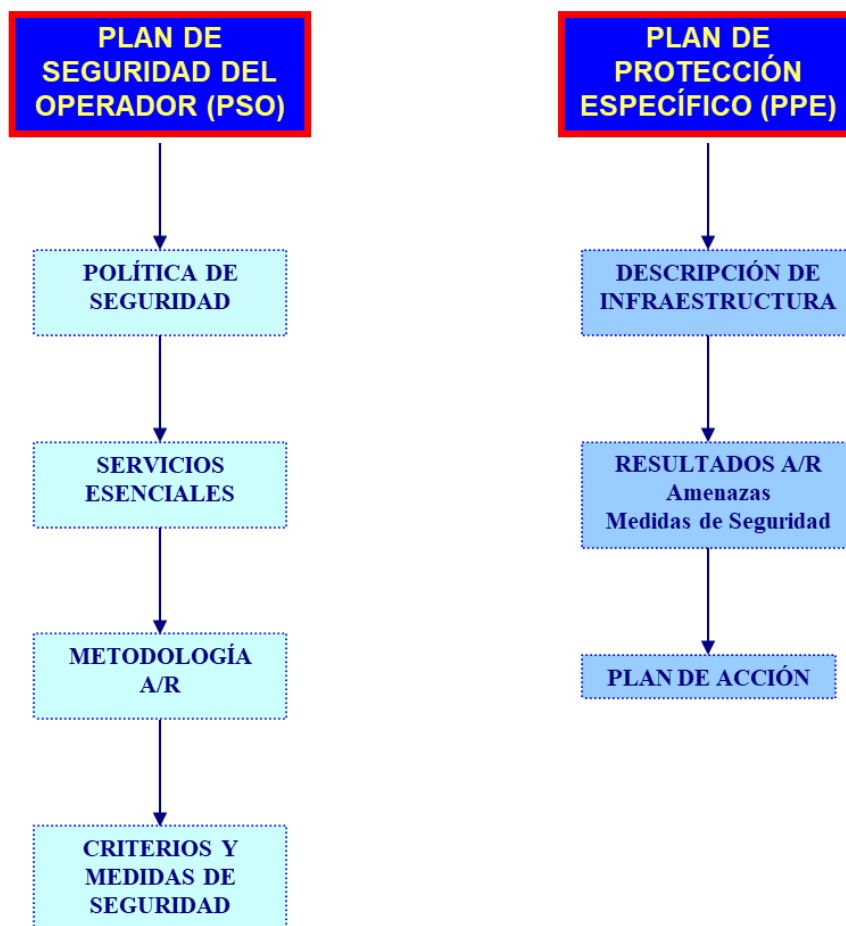 PLAN DE
SEGURIDAD DEL
OPERADOR (PSO)
POLÍTICA DE
SEGURIDAD
SERVICIOS
ESENCIALES
METODOLOGÍA
A/R
CRITERIOS Y
MEDIDAS DE
SEGURIDAD
PLAN DE
PROTECCIÓN
ESPECÍFICO (PPE)
DESCRIPCIÓN DE
INFRAESTRUCTURA
RESULTADOS A/R
Amenazas
Medidas de Seguridad
PLAN DE ACCIÓN